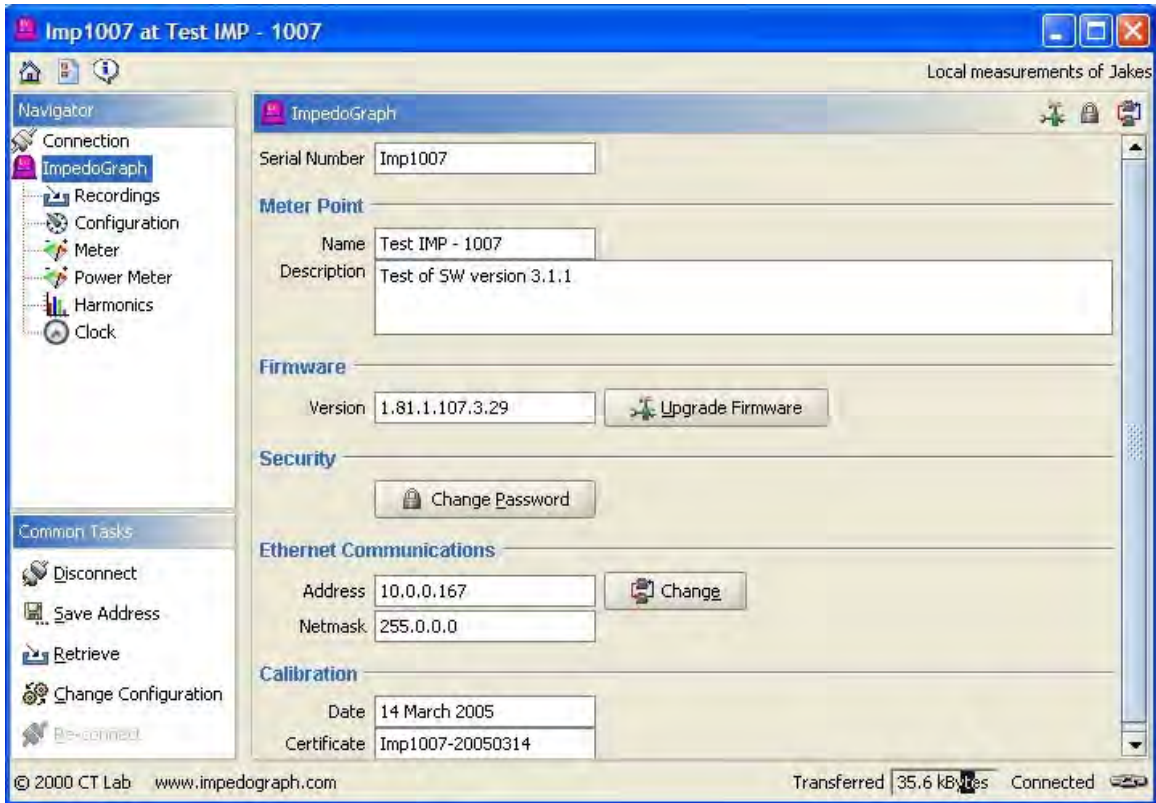 Imp1007 at Test IMP - 1007
Local measurements of Jakes
Navigator
Connection
ImpedoGraph
Recordings
Configuration
Meter
Power Meter
Harmonics
Clock
Common Tasks
Disconnect
Save Address
Retrieve
Change Configuration
Re-connect
ImpedoGraph
Serial Number Imp1007
Meter Point
Name Test IMP - 1007
Description Test of SW version 3.1.1
Firmware
Version 1.81.1.107.3.29 Upgrade Firmware
Security
Change Password
Ethernet Communications
Address 10.0.0.167 Change
Netmask 255.0.0.0
Calibration
Date 14 March 2005
Certificate Imp1007-20050314
© 2000 CT Lab www.impedograph.com Transferred 35.6 kBytes Connected